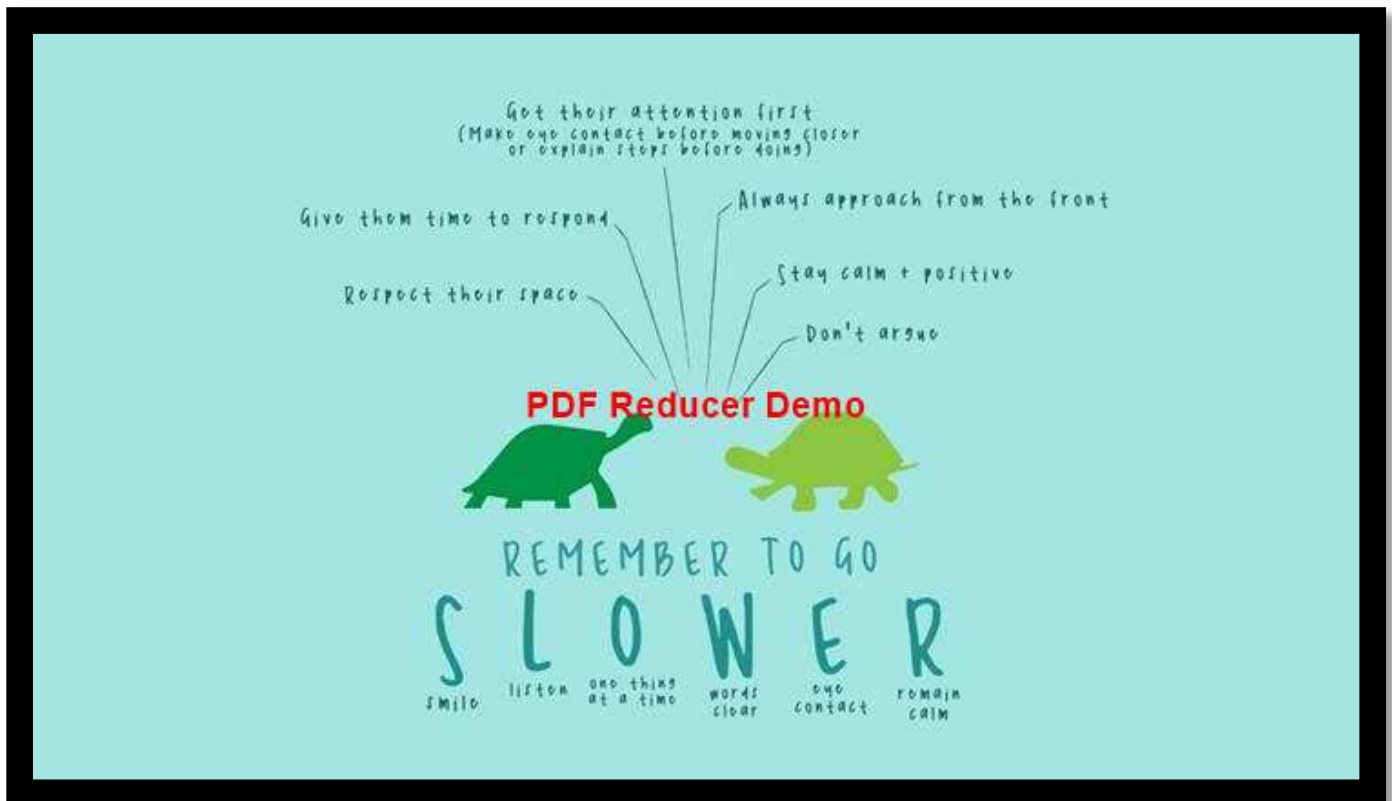 Get their attention first
(Make eye contact before moving closer
or explain steps before doing)
Always approach from the front
Give them time to respond
Stay calm + positive
Respect their space
Don't argue
PDF Reducer Demo
REMEMBER TO GO
SLOWER
smile listen one thing at a time words clear eye contact remain calm